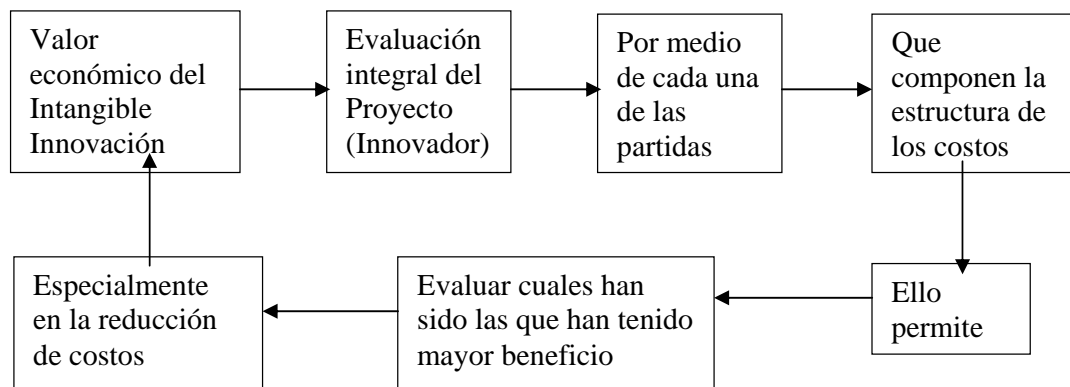 Valor
económico del
Intangible
Innovación
Evaluación
integral del
Proyecto
(Innovador)
Por medio
de cada una
de las
partidas
Que
componen la
estructura de
los costos
Ello
permite
Evaluar cuales han
sido las que han tenido
mayor beneficio
Especialmente
en la reducción
de costos